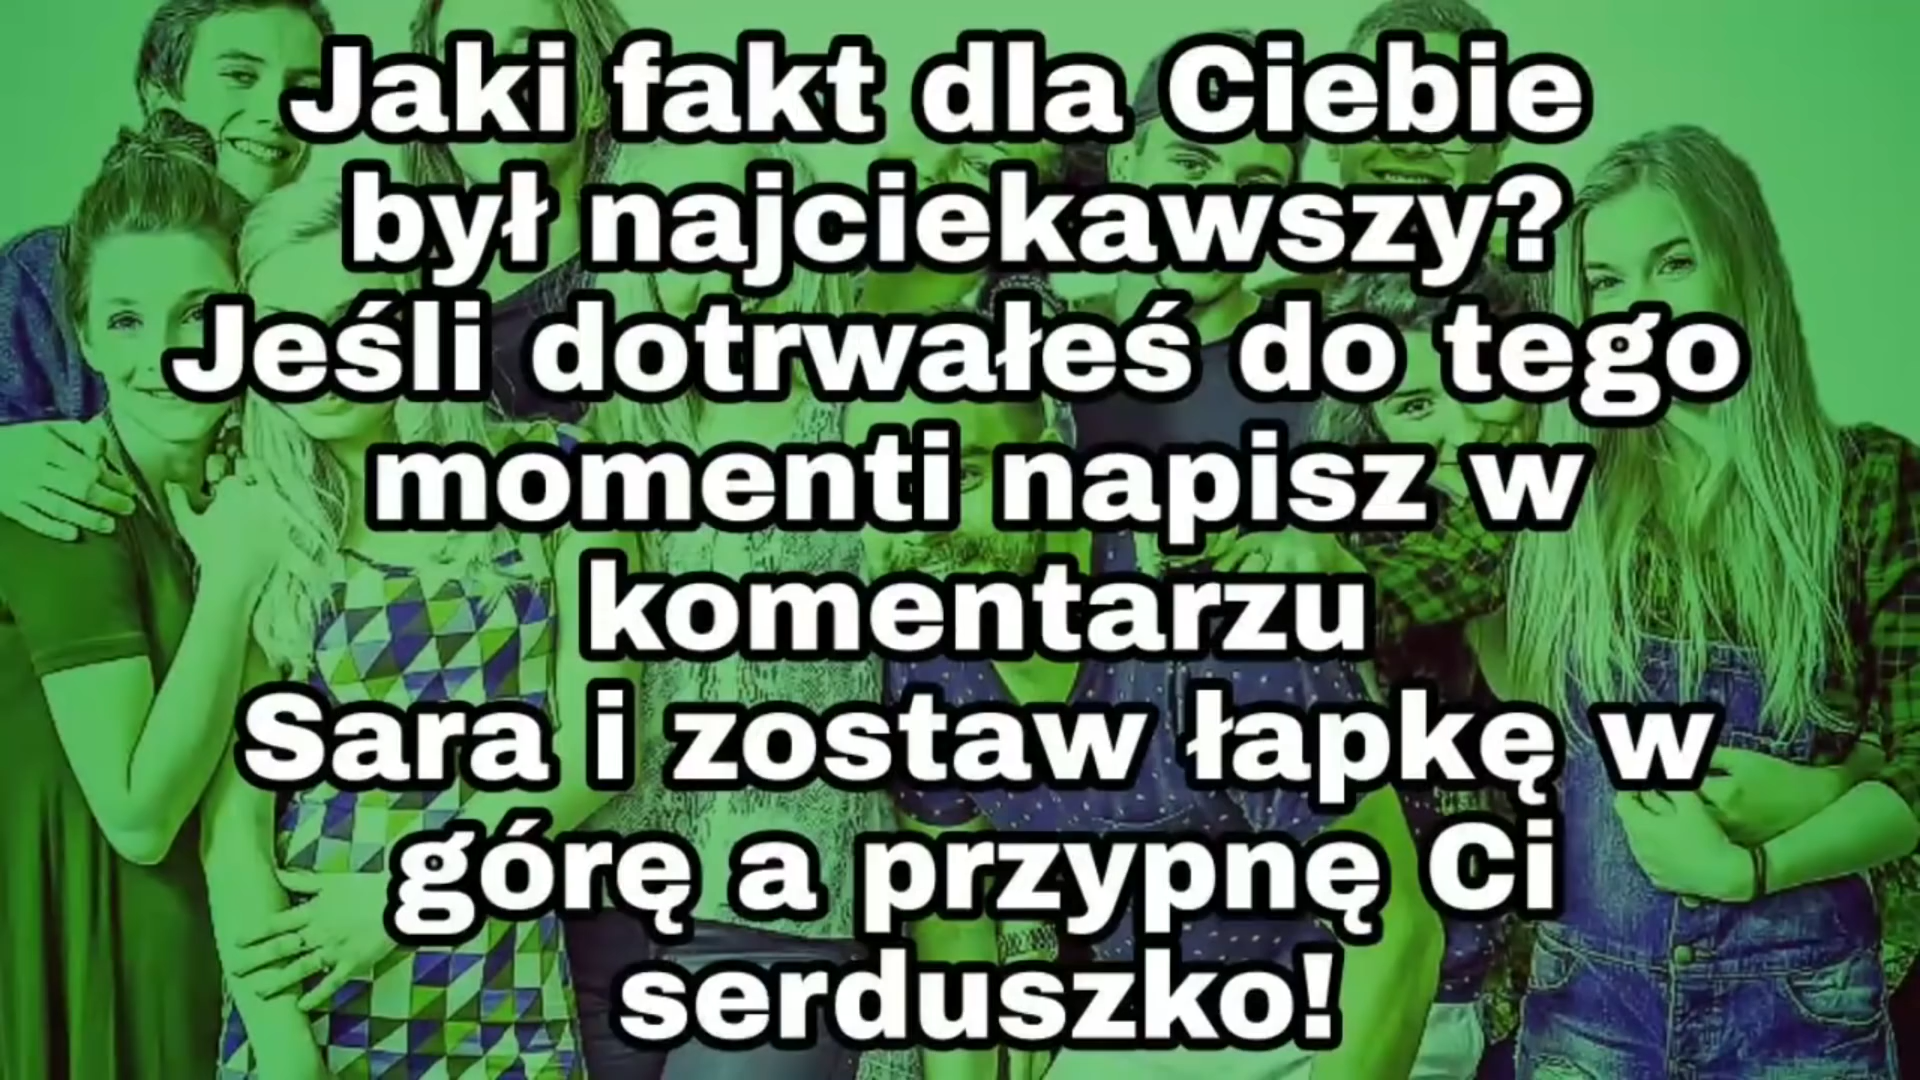 Jaki fakt dla Ciebie
był najciekawszy?
Jeśli dotrwałeś do tego
momenti napisz w
komentarzu
Sara i zostaw łapkę w
górę a przypnę Ci
serduszko!